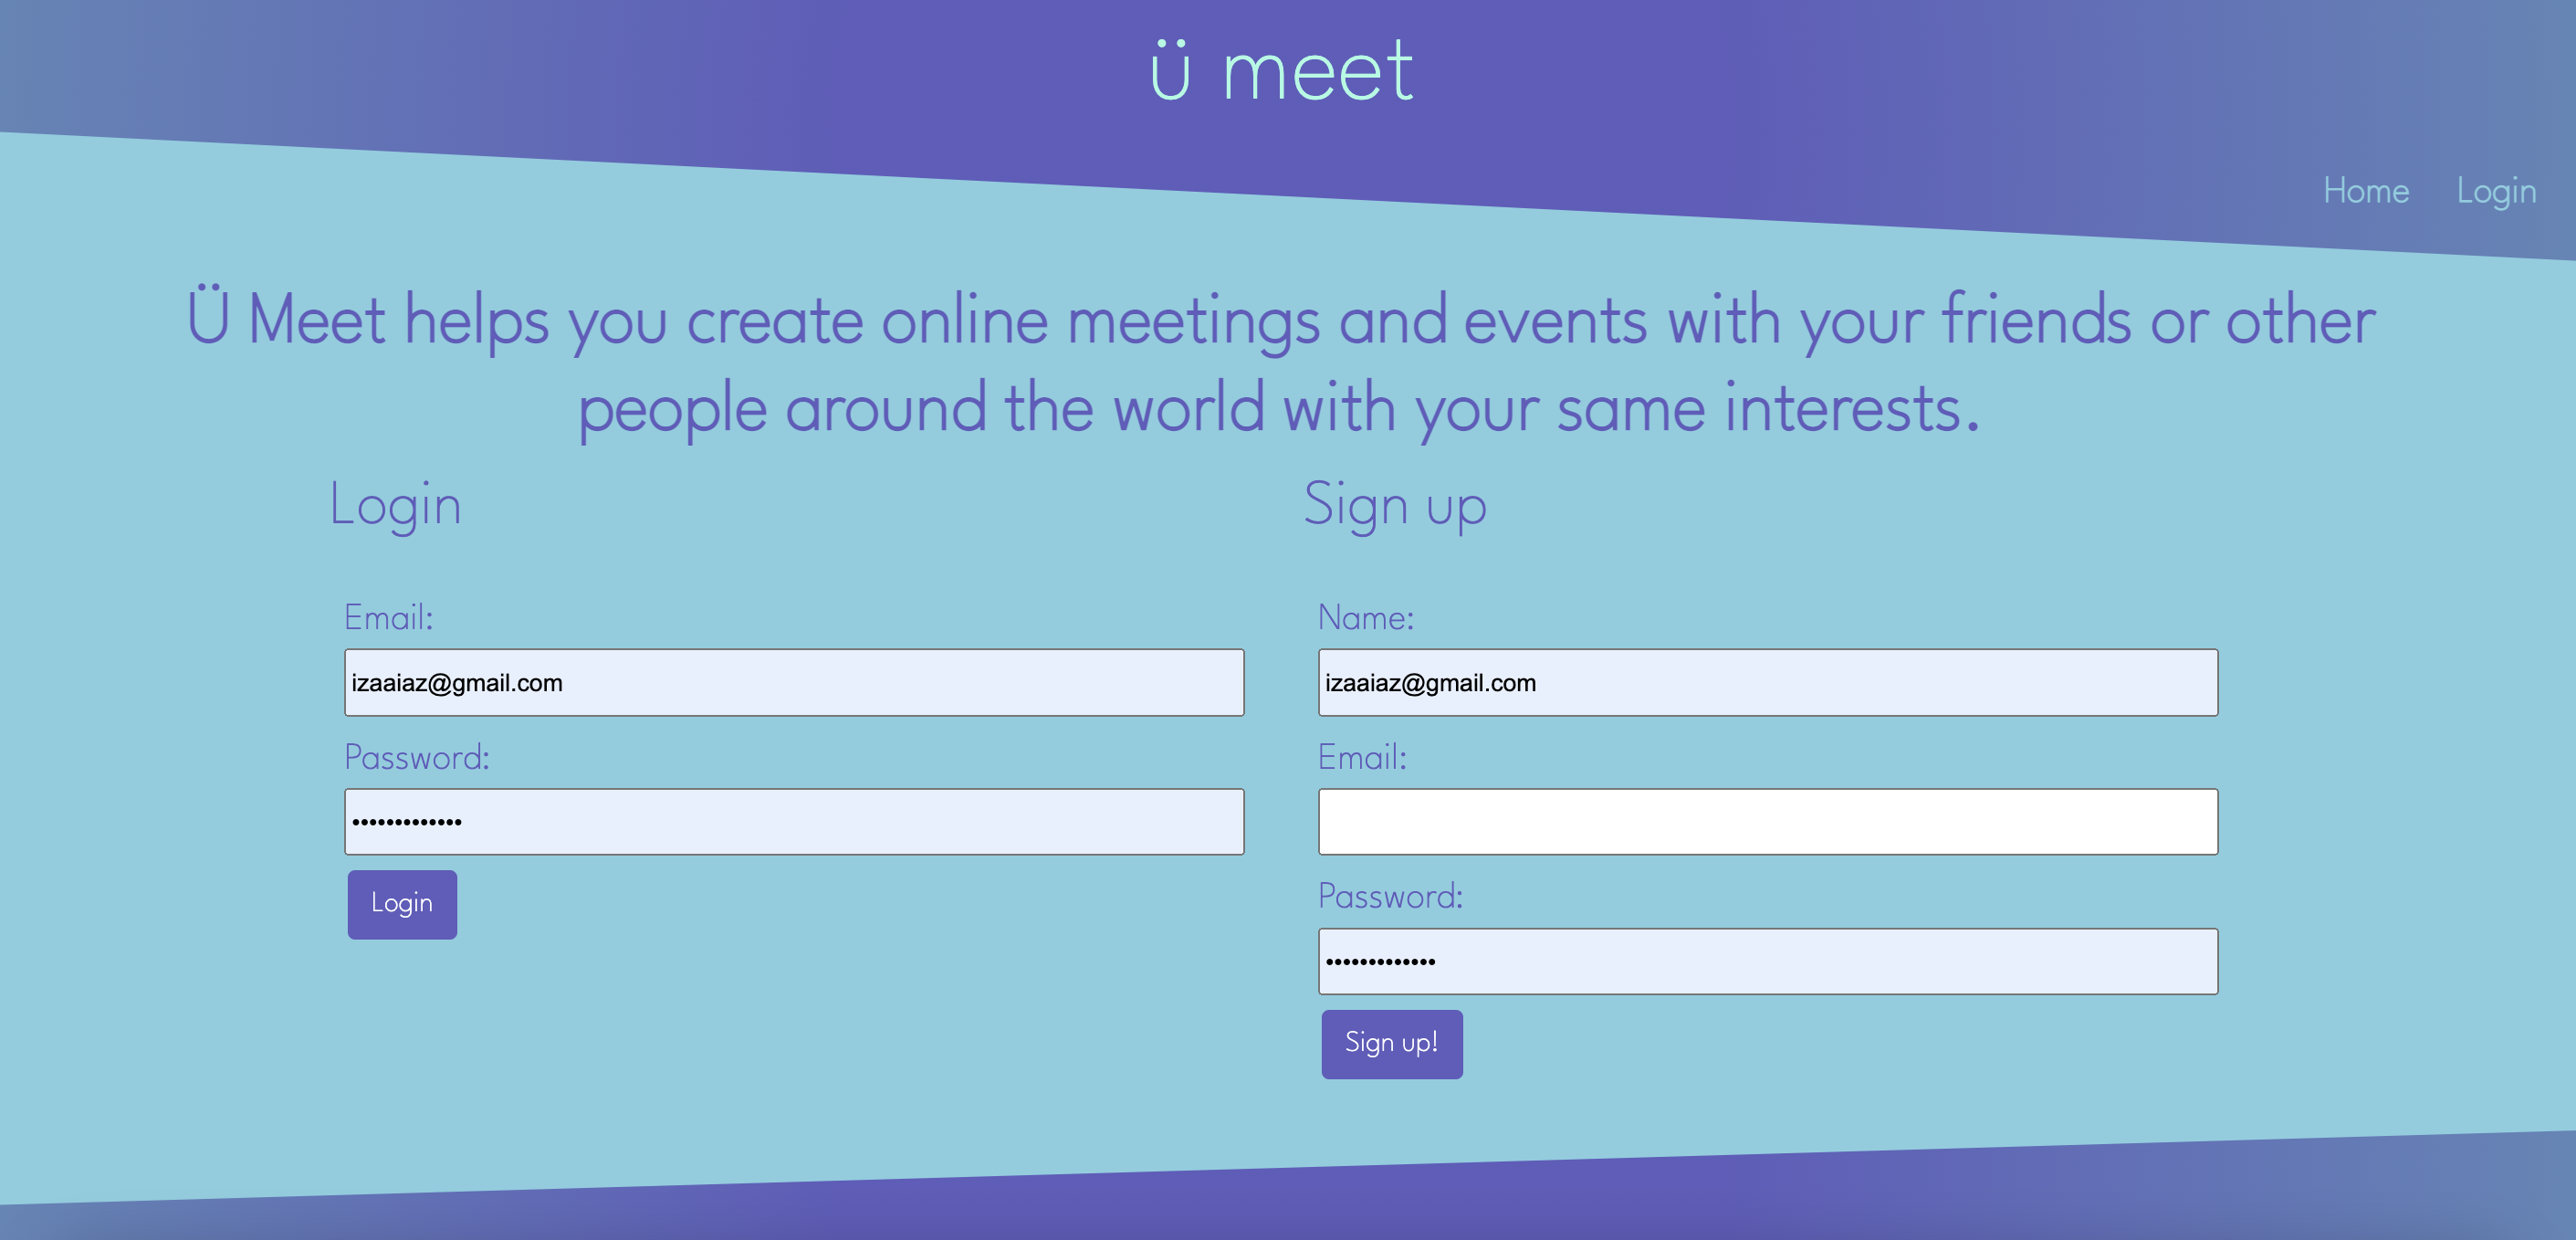 ü meet
Home Login
Ü Meet helps you create online meetings and events with your friends or other
people around the world with your same interests.
Login
Email:
izaaiaz@gmail.com
Password:
•••••••••••••
Login
Sign up
Name:
izaaiaz@gmail.com
Email:
Password:
•••••••••••••
Sign up!